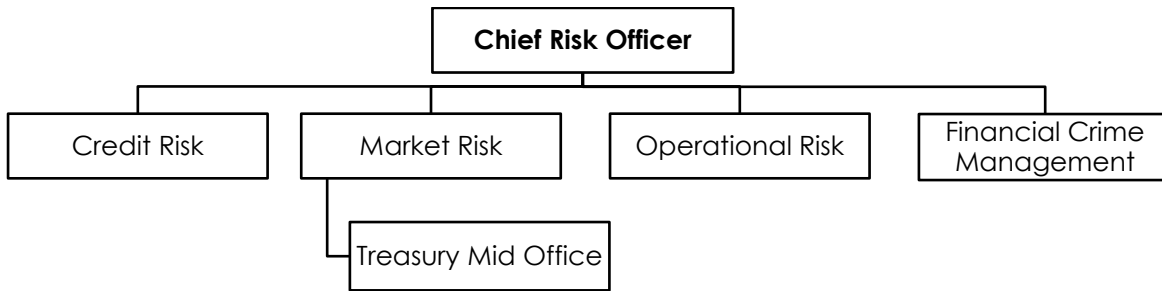 Chief Risk Officer
Credit Risk
Market Risk
Operational Risk
Financial Crime
Management
Treasury Mid Office